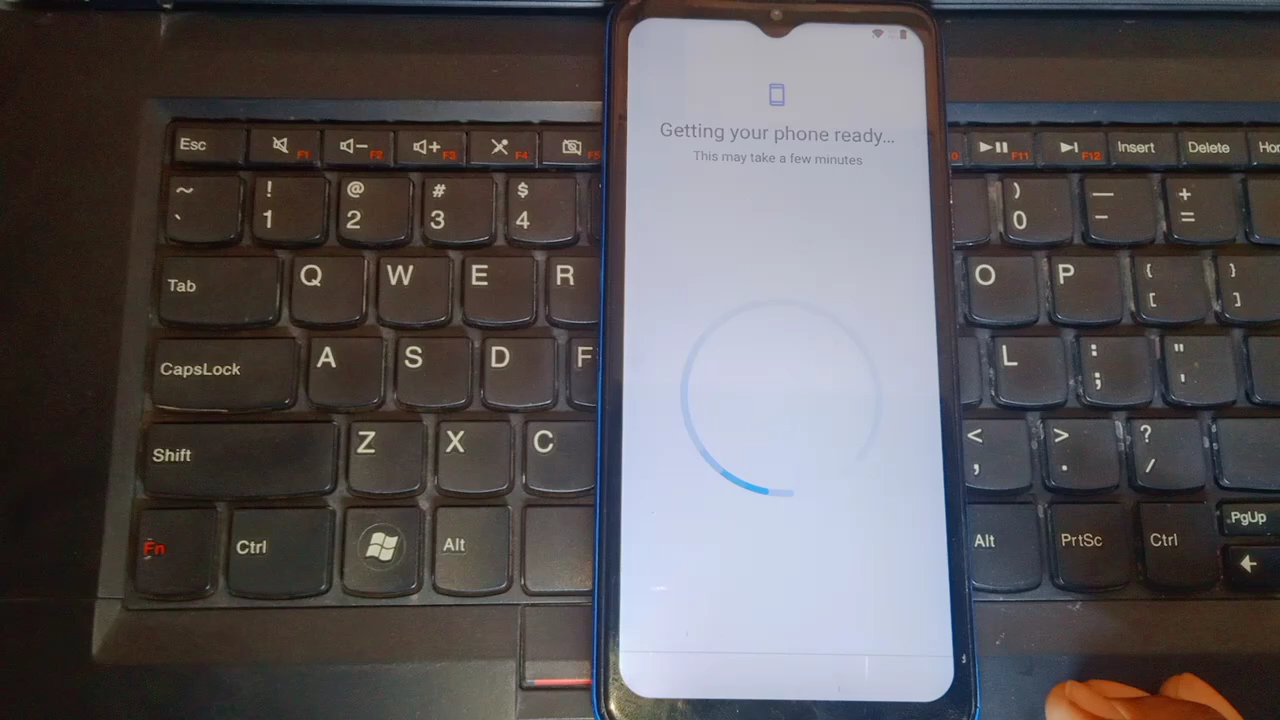 Getting your phone ready...
This may take a few minutes
Esc F1 F2 F3 F4 F5
F11 F12 Insert Delete
~ ! @ # $ ) — +
` 1 2 3 4 0 - =
Tab Q W E R O P { [ } ]
CapsLock A S D F L : ; " '
Shift Z X C < , > . ? /
PgUp
Fn Ctrl Alt Alt PrtSc Ctrl